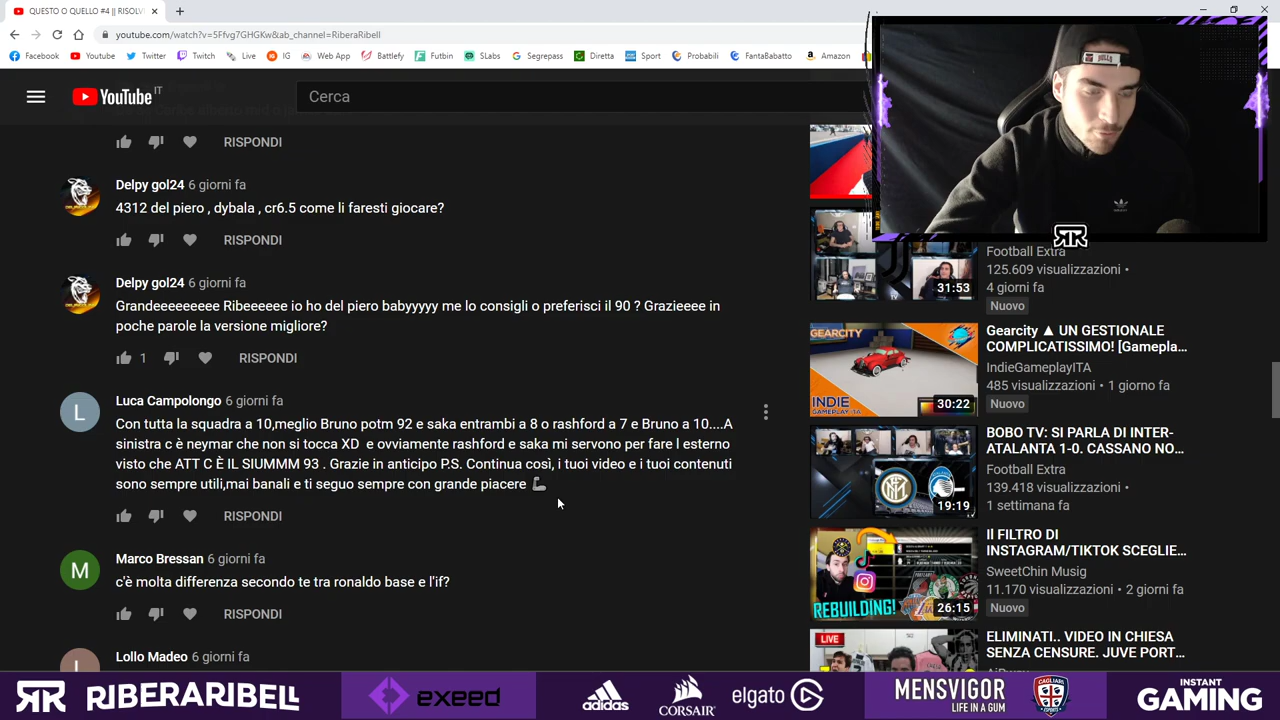 QUESTO O QUELLO #4 || RISOLV
youtube.com/watch?v=5Ffvg7GHGKw&ab_channel=RiberaRibell
Facebook
Youtube
Twitter
Twitch
Live
IG
Web App
Battlefy
Futbin
SLabs
Segrepass
Diretta
Sport
Probabili
FantaBabatto
Amazon
YouTube IT
Cerca
RISPONDI
Delpy gol24 6 giorni fa
4312 del piero , dybala , cr6.5 come li faresti giocare?
RISPONDI
Delpy gol24 6 giorni fa
Grandeeeeeeee Ribeeeeeee io ho del piero babyyyyy me lo consigli o preferisci il 90 ? Grazieeee in
poche parole la versione migliore?
1 RISPONDI
L
Luca Campolongo 6 giorni fa
Con tutta la squadra a 10,meglio Bruno potm 92 e saka entrambi a 8 o rashford a 7 e Bruno a 10....A
sinistra c è neymar che non si tocca XD e ovviamente rashford e saka mi servono per fare l esterno
visto che ATT C È IL SIUMMM 93 . Grazie in anticipo P.S. Continua così, i tuoi video e i tuoi contenuti
sono sempre utili,mai banali e ti seguo sempre con grande piacere
RISPONDI
M
Marco Bressan 6 giorni fa
c'è molta differenza secondo te tra ronaldo base e l'if?
RISPONDI
L
Lollo Madeo 6 giorni fa
31:53
Football Extra
125.609 visualizzazioni •
4 giorni fa
Nuovo
GEARCITY
INDIE
GAMEPLAY ITA
30:22
Gearcity ▲ UN GESTIONALE
COMPLICATISSIMO! [Gamepla...
IndieGameplayITA
485 visualizzazioni • 1 giorno fa
Nuovo
19:19
BOBO TV: SI PARLA DI INTER-
ATALANTA 1-0. CASSANO NO...
Football Extra
139.418 visualizzazioni •
1 settimana fa
REBUILDING!
26:15
Il FILTRO DI
INSTAGRAM/TIKTOK SCEGLIE...
SweetChin Musig
11.170 visualizzazioni • 2 giorni fa
Nuovo
LIVE
ELIMINATI.. VIDEO IN CHIESA
SENZA CENSURE. JUVE PORT...
RR
RR RIBERARIBELL
exeed
adidas
CORSAIR
elgato
MENSVIGOR
LIFE IN A GUM
CAGLIARI
INSTANT
GAMING